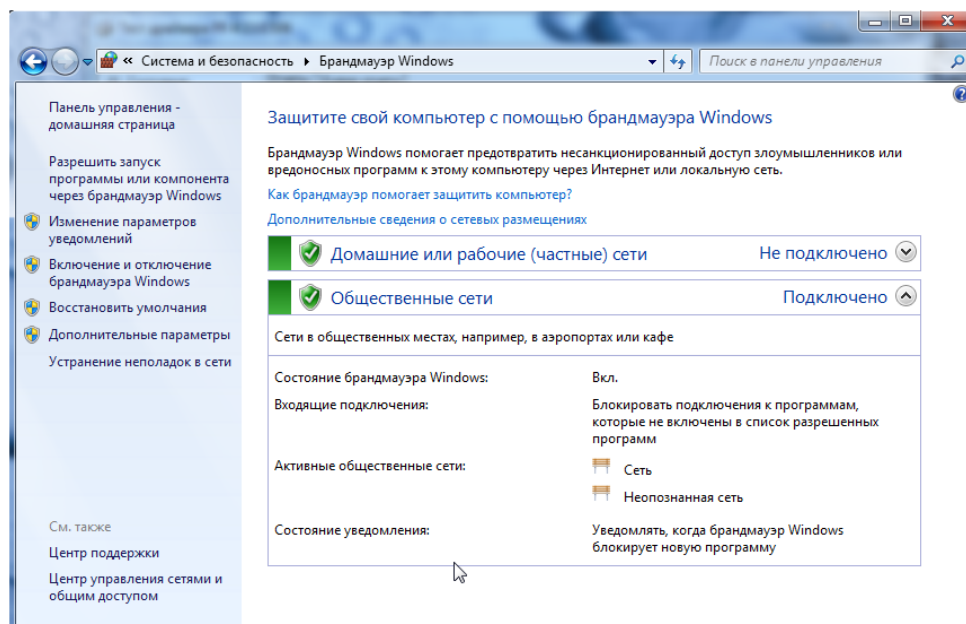 « Система и безопасность ▸ Брандмауэр Windows
Поиск в панели управления
Панель управления -
домашняя страница
Разрешить запуск
программы или компонента
через брандмауэр Windows
Изменение параметров
уведомлений
Включение и отключение
брандмауэра Windows
Восстановить умолчания
Дополнительные параметры
Устранение неполадок в сети
См. также
Центр поддержки
Центр управления сетями и
общим доступом
Защитите свой компьютер с помощью брандмауэра Windows
Брандмауэр Windows помогает предотвратить несанкционированный доступ злоумышленников или
вредоносных программ к этому компьютеру через Интернет или локальную сеть.
Как брандмауэр помогает защитить компьютер?
Дополнительные сведения о сетевых размещениях
Домашние или рабочие (частные) сети Не подключено
Общественные сети Подключено
Сети в общественных местах, например, в аэропортах или кафе
Состояние брандмауэра Windows: Вкл.
Входящие подключения: Блокировать подключения к программам,
которые не включены в список разрешенных
программ
Активные общественные сети: Сеть
Неопознанная сеть
Состояние уведомления: Уведомлять, когда брандмауэр Windows
блокирует новую программу